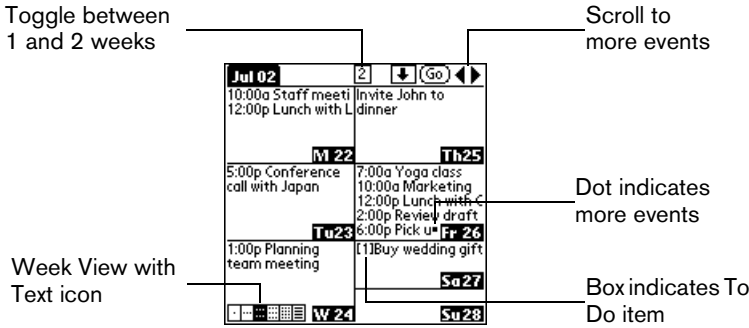 Toggle between
1 and 2 weeks
Scroll to
more events
Jul 02
2
Go
10:00a Staff meeti
12:00p Lunch with L
M 22
Invite John to
dinner
Th25
5:00p Conference
call with Japan
Tu23
7:00a Yoga class
10:00a Marketing
12:00p Lunch with C
2:00p Review draft
6:00p Pick u
Fr 26
Dot indicates
more events
1:00p Planning
team meeting
W 24
[1]Buy wedding gift
Sa27
Su28
Week View with
Text icon
Box indicates To
Do item